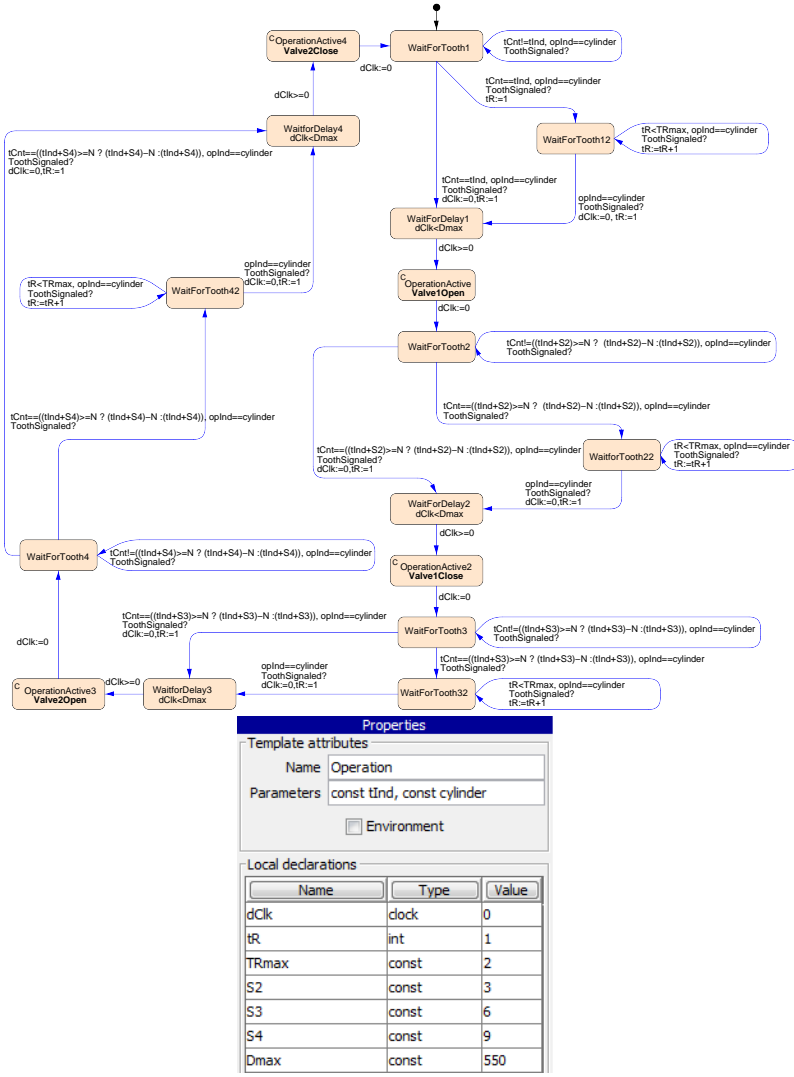 C OperationActive4
Valve2Close
WaitForTooth1
tCnt!=tInd, opInd==cylinder
ToothSignaled?
dClk:=0
tCnt==tInd, opInd==cylinder
ToothSignaled?
tR:=1
dClk>=0
WaitforDelay4
dClk<Dmax
WaitForTooth12
tR<TRmax, opInd==cylinder
ToothSignaled?
tR:=tR+1
tCnt==((tInd+S4)>=N ? (tInd+S4)−N :(tInd+S4)), opInd==cylinder
ToothSignaled?
dClk:=0,tR:=1
tCnt==tInd, opInd==cylinder
ToothSignaled?
dClk:=0,tR:=1
opInd==cylinder
ToothSignaled?
dClk:=0, tR:=1
WaitForDelay1
dClk<Dmax
dClk>=0
opInd==cylinder
ToothSignaled?
dClk:=0,tR:=1
C OperationActive
Valve1Open
tR<TRmax, opInd==cylinder
ToothSignaled?
tR:=tR+1
WaitForTooth42
dClk:=0
WaitForTooth2
tCnt!=((tInd+S2)>=N ? (tInd+S2)−N :(tInd+S2)), opInd==cylinder
ToothSignaled?
tCnt==((tInd+S4)>=N ? (tInd+S4)−N :(tInd+S4)), opInd==cylinder
ToothSignaled?
tCnt==((tInd+S2)>=N ? (tInd+S2)−N :(tInd+S2)), opInd==cylinder
ToothSignaled?
tCnt==((tInd+S2)>=N ? (tInd+S2)−N :(tInd+S2)), opInd==cylinder
ToothSignaled?
dClk:=0,tR:=1
WaitforTooth22
tR<TRmax, opInd==cylinder
ToothSignaled?
tR:=tR+1
opInd==cylinder
ToothSignaled?
dClk:=0,tR:=1
WaitForDelay2
dClk<Dmax
dClk>=0
WaitForTooth4
tCnt!=((tInd+S4)>=N ? (tInd+S4)−N :(tInd+S4)), opInd==cylinder
ToothSignaled?
C OperationActive2
Valve1Close
dClk:=0
tCnt==((tInd+S3)>=N ? (tInd+S3)−N :(tInd+S3)), opInd==cylinder
ToothSignaled?
dClk:=0,tR:=1
WaitForTooth3
tCnt!=((tInd+S3)>=N ? (tInd+S3)−N :(tInd+S3)), opInd==cylinder
ToothSignaled?
dClk:=0
tCnt==((tInd+S3)>=N ? (tInd+S3)−N :(tInd+S3)), opInd==cylinder
ToothSignaled?
opInd==cylinder
ToothSignaled?
dClk:=0,tR:=1
C OperationActive3
Valve2Open
dClk>=0
WaitforDelay3
dClk<Dmax
WaitForTooth32
tR<TRmax, opInd==cylinder
ToothSignaled?
tR:=tR+1
Properties
Template attributes
Name Operation
Parameters const tInd, const cylinder
Environment
Local declarations
Name Type Value
dClk clock 0
tR int 1
TRmax const 2
S2 const 3
S3 const 6
S4 const 9
Dmax const 550